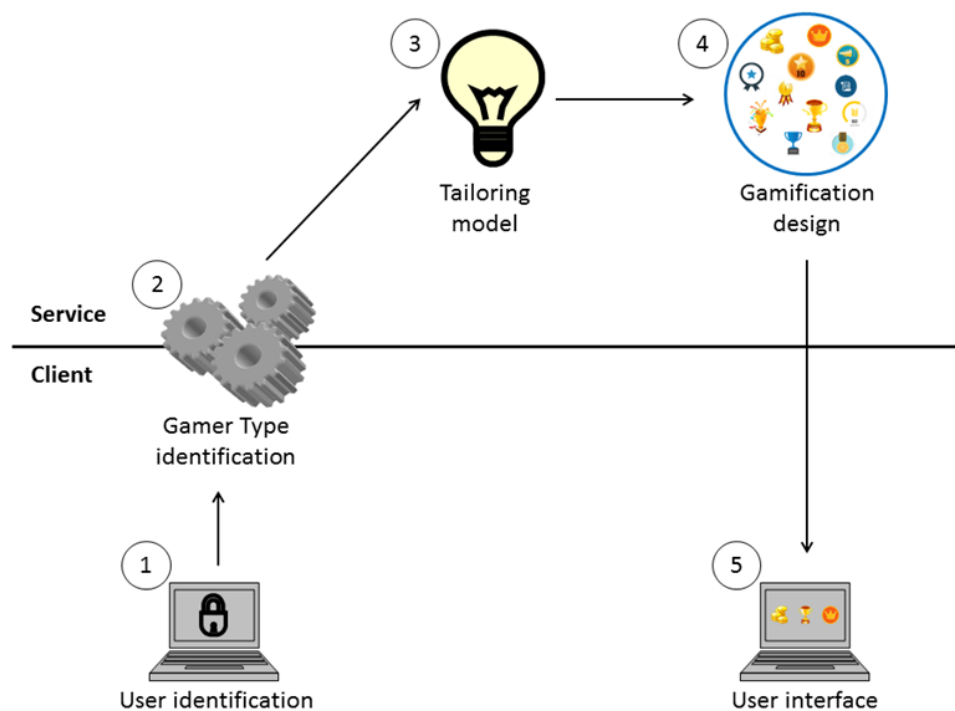 3
4
Tailoring
model
Gamification
design
2
Service
Client
Gamer Type
identification
1
5
User identification
User interface